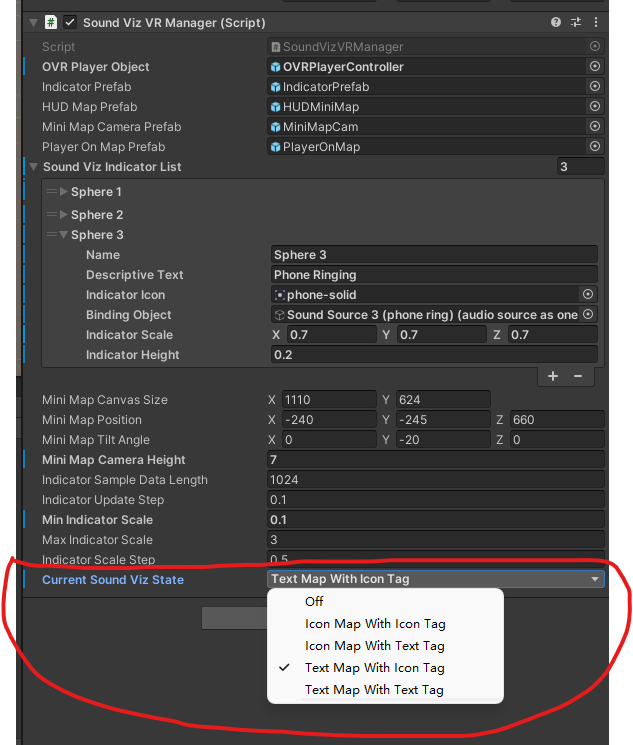 Sound Viz VR Manager (Script)
Script SoundVizVRManager
OVR Player Object OVRPlayerController
Indicator Prefab IndicatorPrefab
HUD Map Prefab HUDMiniMap
Mini Map Camera Prefab MiniMapCam
Player On Map Prefab PlayerOnMap
Sound Viz Indicator List 3
Sphere 1
Sphere 2
Sphere 3
Name Sphere 3
Descriptive Text Phone Ringing
Indicator Icon phone-solid
Binding Object Sound Source 3 (phone ring) (audio source as one
Indicator Scale X 0.7 Y 0.7 Z 0.7
Indicator Height 0.2
+ −
Mini Map Canvas Size X 1110 Y 624
Mini Map Position X -240 Y -245 Z 660
Mini Map Tilt Angle X 0 Y -20 Z 0
Mini Map Camera Height 7
Indicator Sample Data Length 1024
Indicator Update Step 0.1
Min Indicator Scale 0.1
Max Indicator Scale 3
Indicator Scale Step 0.5
Current Sound Viz State Text Map With Icon Tag
Off
Icon Map With Icon Tag
Icon Map With Text Tag
Text Map With Icon Tag
Text Map With Text Tag